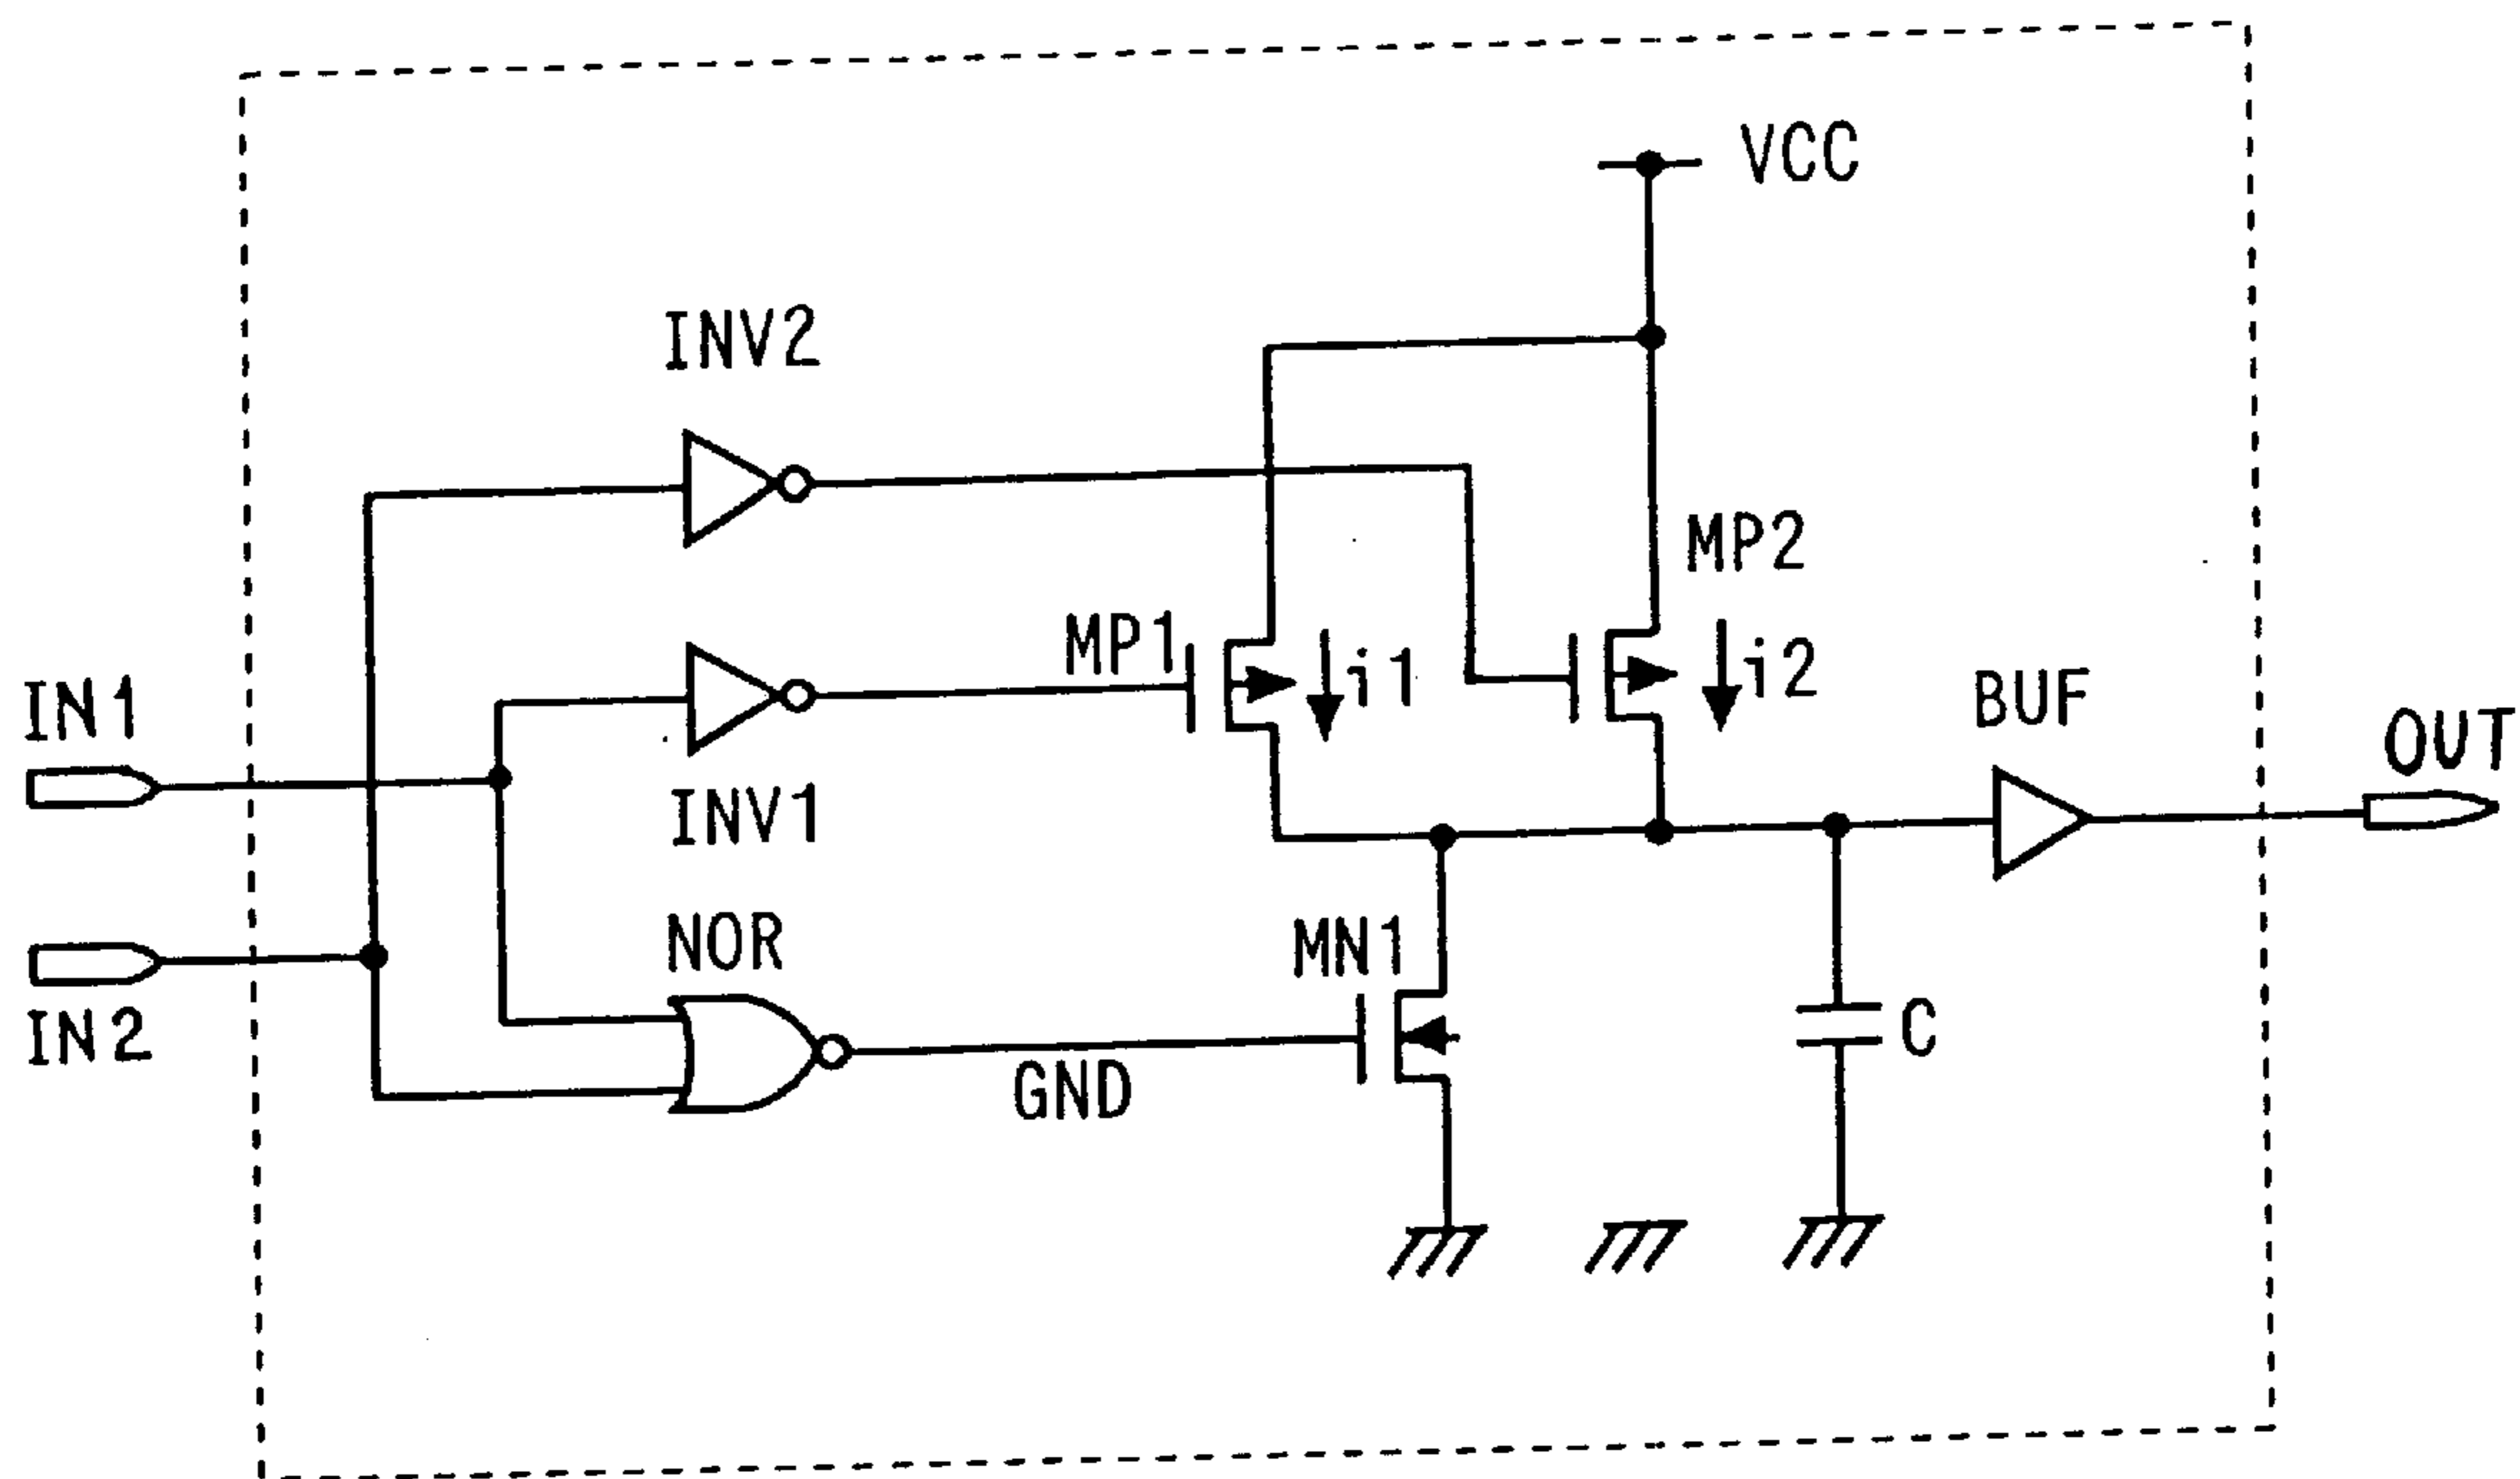 VCC
INV2
MP2
MP1
i1
i2
IN1
BUF
OUT
INV1
NOR
MN1
IN2
C
GND